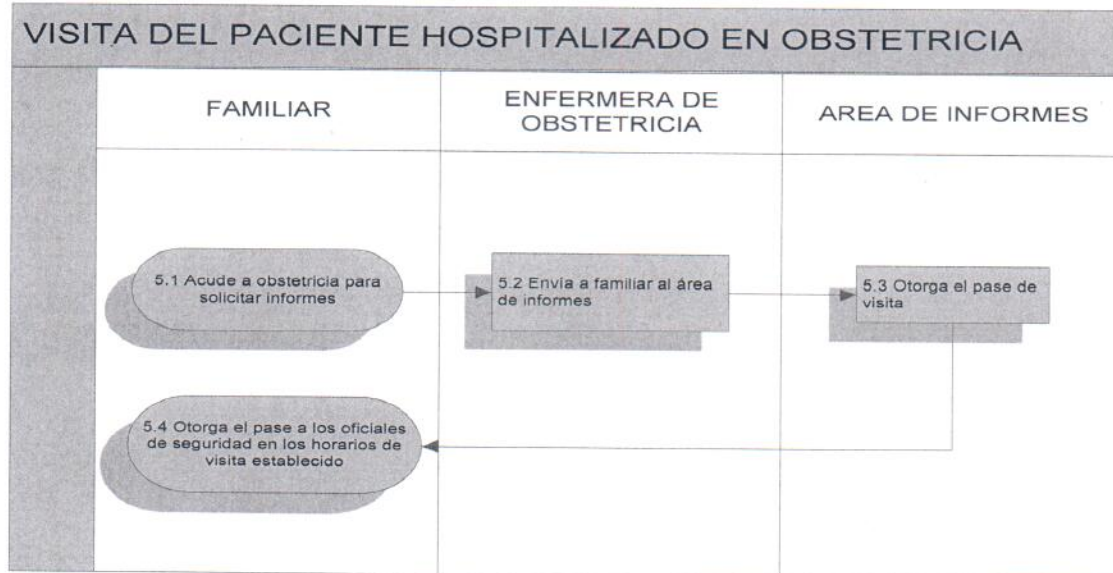 VISITA DEL PACIENTE HOSPITALIZADO EN OBSTETRICIA
FAMILIAR
ENFERMERA DE
OBSTETRICIA
AREA DE INFORMES
5.1 Acude a obstetricia para
solicitar informes
5.2 Envía a familiar al área
de informes
5.3 Otorga el pase de
visita
5.4 Otorga el pase a los oficiales
de seguridad en los horarios de
visita establecido